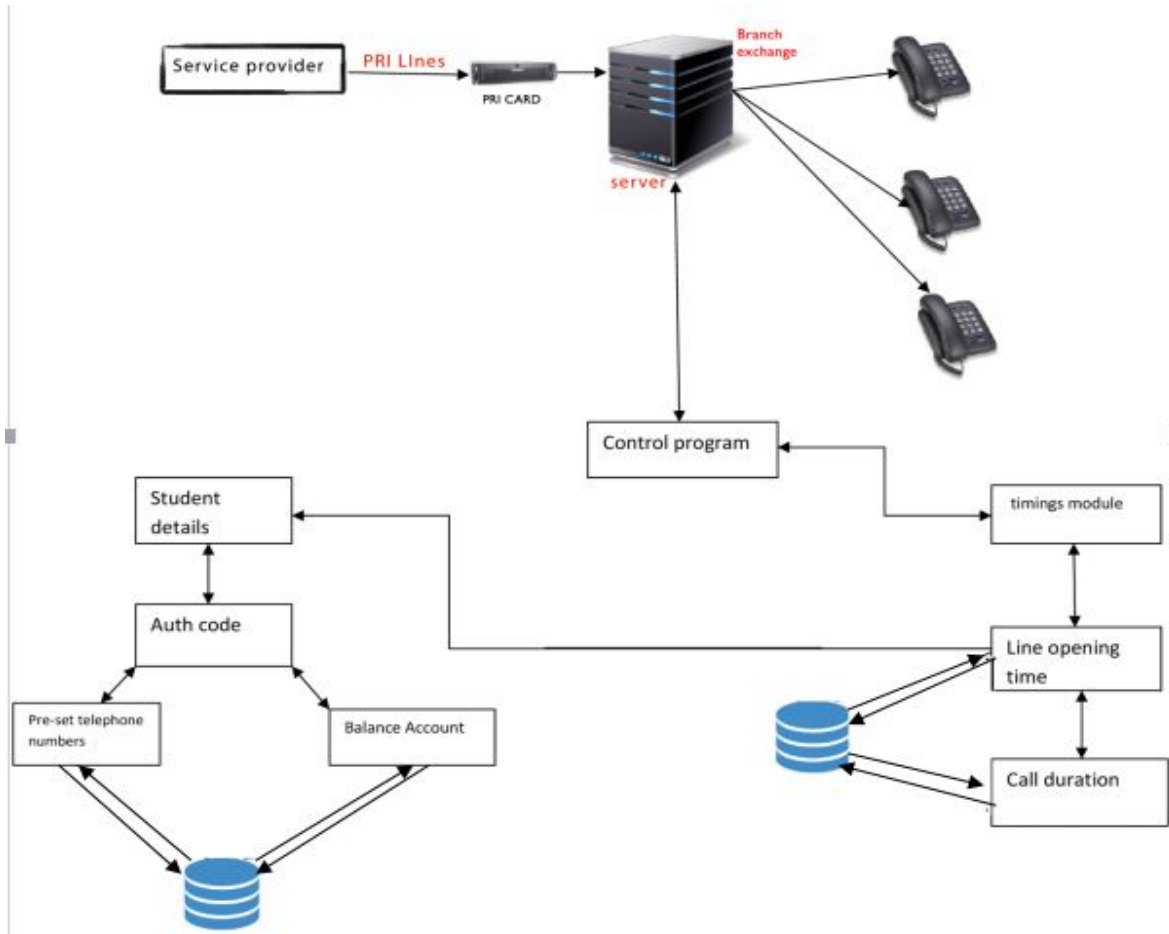 Branch
exchange
Service provider
PRI LInes
PRI CARD
server
Control program
Student
details
timings module
Auth code
Line opening
time
Pre-set telephone
numbers
Balance Account
Call duration